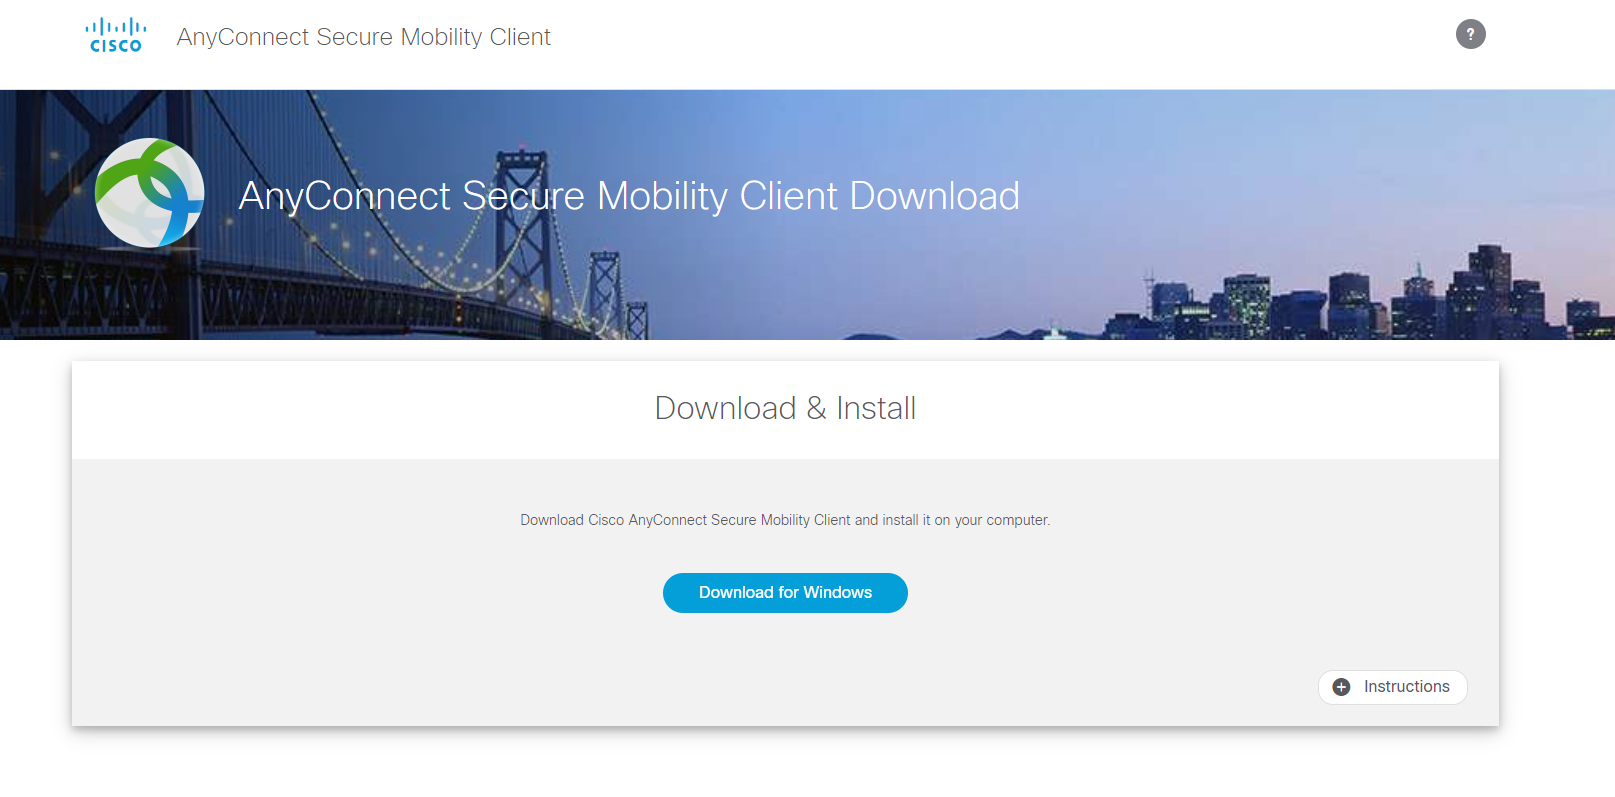 CISCO
AnyConnect Secure Mobility Client
?
AnyConnect Secure Mobility Client Download
Download & Install
Download Cisco AnyConnect Secure Mobility Client and install it on your computer.
Download for Windows
Instructions